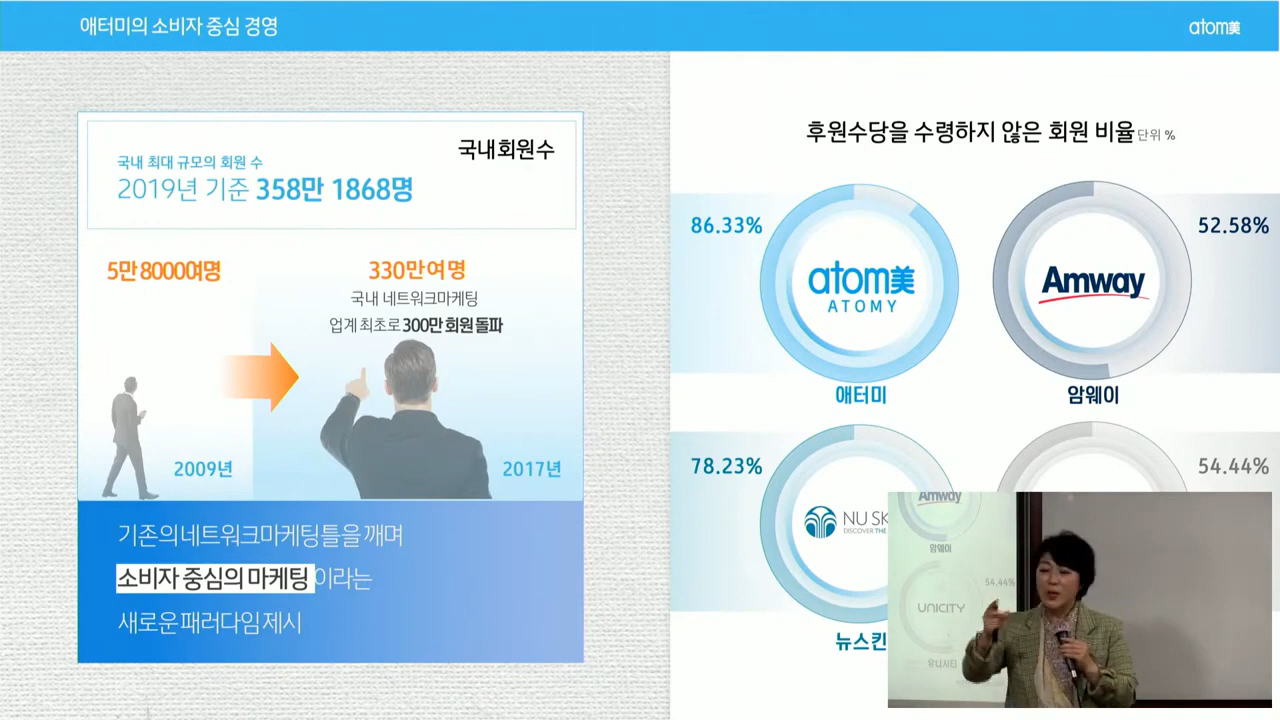 애터미의 소비자 중심 경영
atom美
국내회원수
국내 최대 규모의 회원 수
2019년 기준 358만 1868명
5만 8000여명
330만여명
국내 네트워크마케팅
업계 최초로 300만 회원 돌파
2009년
2017년
기존의 네트워크마케팅 틀을 깨며
소비자 중심의 마케팅이라는
새로운 패러다임 제시
후원수당을 수령하지 않은 회원 비율 단위 %
86.33%
atom美
ATOMY
애터미
52.58%
Amway
암웨이
78.23%
NU SK
DISCOVER THE
뉴스킨
54.44%
Amway
암웨이
54.44%
UNICITY
유니시티